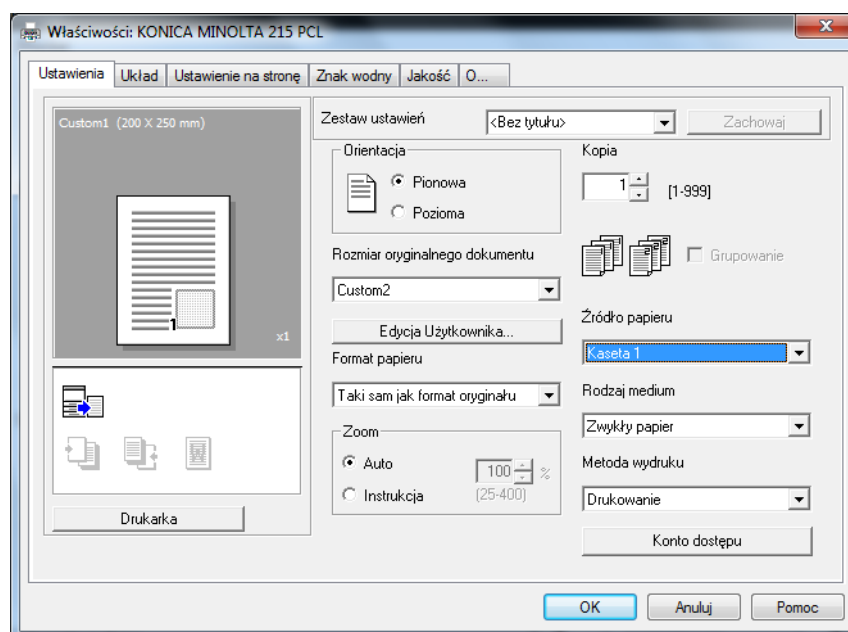 Właściwości: KONICA MINOLTA 215 PCL
Ustawienia
Układ
Ustawienie na stronę
Znak wodny
Jakość
O...
Custom1 (200 X 250 mm)
1
x1
Drukarka
Zestaw ustawień
<Bez tytułu>
Zachowaj
Orientacja
Pionowa
Pozioma
Rozmiar oryginalnego dokumentu
Custom2
Edycja Użytkownika...
Format papieru
Taki sam jak format oryginału
Zoom
Auto
Instrukcja
100 %
(25-400)
Kopia
1 [1-999]
Grupowanie
Źródło papieru
Kaseta 1
Rodzaj medium
Zwykły papier
Metoda wydruku
Drukowanie
Konto dostępu
OK
Anuluj
Pomoc